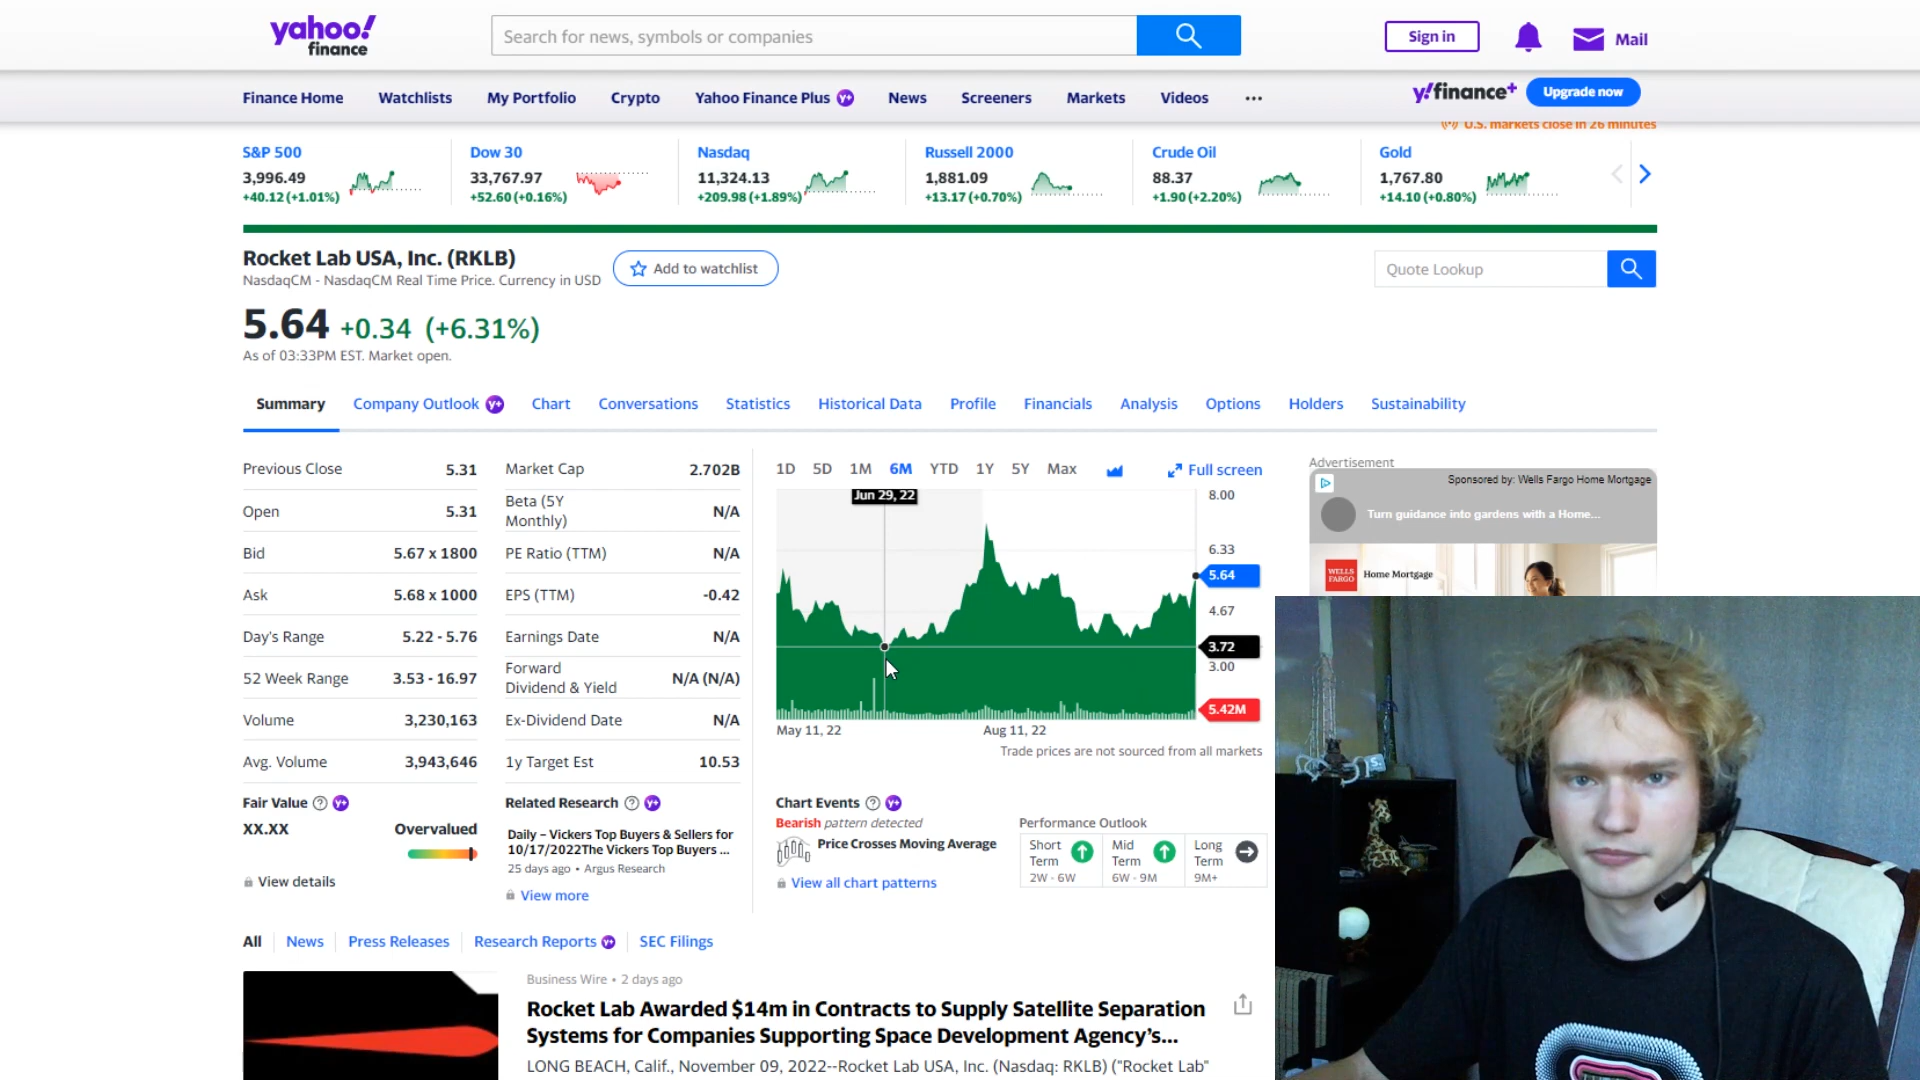 yahoo!
finance
Search for news, symbols or companies
Sign in
Mail
Finance Home Watchlists My Portfolio Crypto Yahoo Finance Plus y+ News Screeners Markets Videos ...
y!finance+ Upgrade now
U.S. markets close in 26 minutes
S&P 500
3,996.49
+40.12 (+1.01%)
Dow 30
33,767.97
+52.60 (+0.16%)
Nasdaq
11,324.13
+209.98 (+1.89%)
Russell 2000
1,881.09
+13.17 (+0.70%)
Crude Oil
88.37
+1.90 (+2.20%)
Gold
1,767.80
+14.10 (+0.80%)
Rocket Lab USA, Inc. (RKLB)
NasdaqCM - NasdaqCM Real Time Price. Currency in USD
Add to watchlist
Quote Lookup
5.64 +0.34 (+6.31%)
As of 03:33PM EST. Market open.
Summary Company Outlook y+ Chart Conversations Statistics Historical Data Profile Financials Analysis Options Holders Sustainability
Previous Close 5.31
Open 5.31
Bid 5.67 x 1800
Ask 5.68 x 1000
Day's Range 5.22 - 5.76
52 Week Range 3.53 - 16.97
Volume 3,230,163
Avg. Volume 3,943,646
Market Cap 2.702B
Beta (5Y
Monthly) N/A
PE Ratio (TTM) N/A
EPS (TTM) -0.42
Earnings Date N/A
Forward
Dividend & Yield N/A (N/A)
Ex-Dividend Date N/A
1y Target Est 10.53
1D 5D 1M 6M YTD 1Y 5Y Max
Full screen
Jun 29, 22
8.00
6.33
5.64
4.67
3.72
3.00
5.42M
May 11, 22 Aug 11, 22
Trade prices are not sourced from all markets
Advertisement
Sponsored by: Wells Fargo Home Mortgage
Turn guidance into gardens with a Home...
WELLS
FARGO
Home Mortgage
Fair Value ? y+
XX.XX Overvalued
View details
Related Research ? y+
Daily – Vickers Top Buyers & Sellers for
10/17/2022The Vickers Top Buyers ...
25 days ago • Argus Research
View more
Chart Events ? y+
Bearish pattern detected
Price Crosses Moving Average
View all chart patterns
Performance Outlook
Short
Term
2W - 6W
Mid
Term
6W - 9M
Long
Term
9M+
All News Press Releases Research Reports y+ SEC Filings
Business Wire • 2 days ago
Rocket Lab Awarded $14m in Contracts to Supply Satellite Separation
Systems for Companies Supporting Space Development Agency's...
LONG BEACH, Calif., November 09, 2022--Rocket Lab USA, Inc. (Nasdaq: RKLB) ("Rocket Lab"